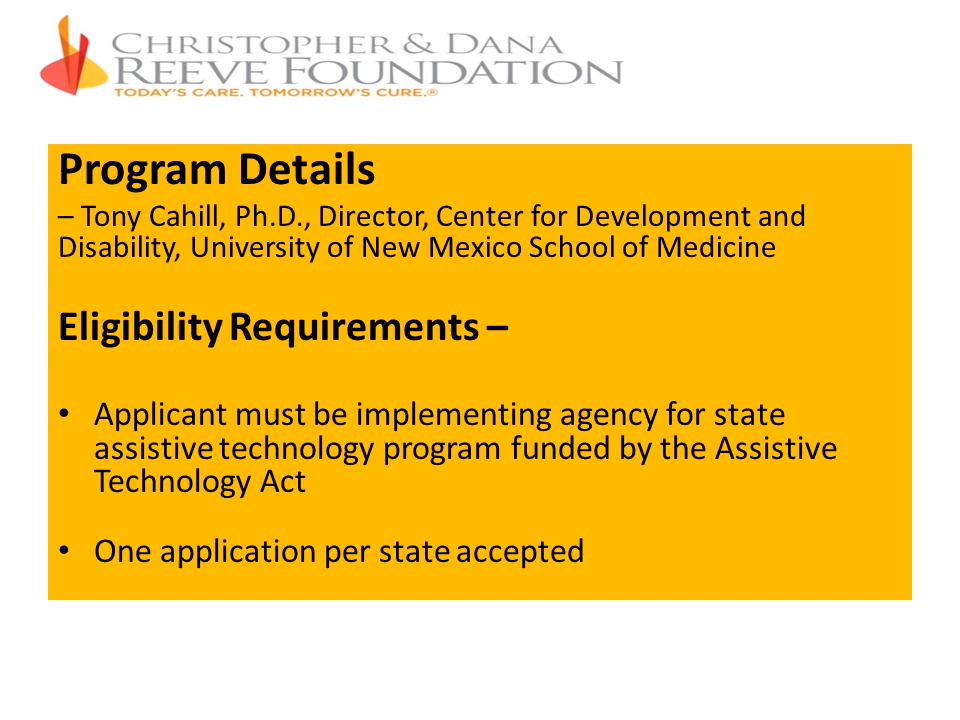 CHRISTOPHER & DANA
REEVE FOUNDATION
TODAY'S CARE. TOMORROW'S CURE.®
Program Details
– Tony Cahill, Ph.D., Director, Center for Development and
Disability, University of New Mexico School of Medicine
Eligibility Requirements –
• Applicant must be implementing agency for state
assistive technology program funded by the Assistive
Technology Act
• One application per state accepted